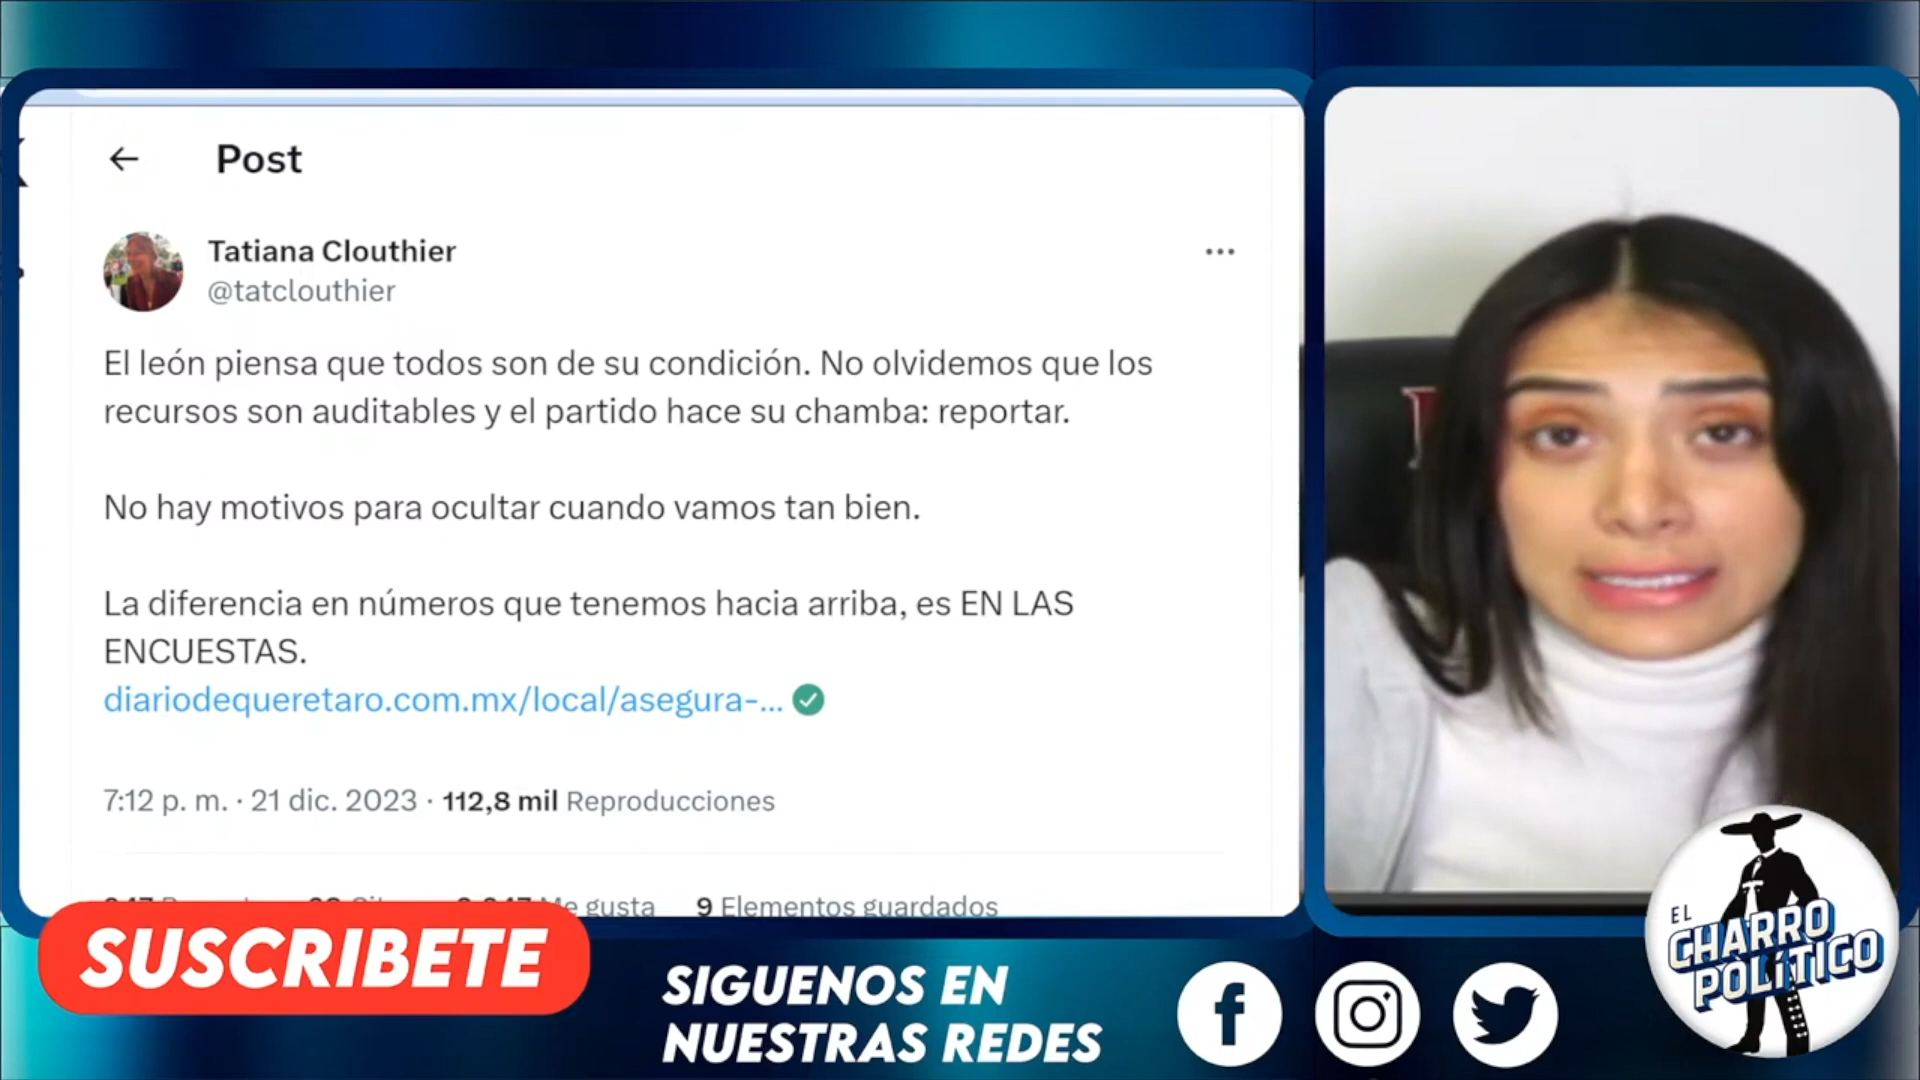 Post
Tatiana Clouthier
@tatclouthier
El león piensa que todos son de su condición. No olvidemos que los
recursos son auditables y el partido hace su chamba: reportar.
No hay motivos para ocultar cuando vamos tan bien.
La diferencia en números que tenemos hacia arriba, es EN LAS
ENCUESTAS.
diariodequeretaro.com.mx/local/asegura-...
7:12 p. m. · 21 dic. 2023 · 112,8 mil Reproducciones
Me gusta 9 Elementos guardados
SUSCRIBETE
SIGUENOS EN
NUESTRAS REDES
EL
CHARRO
POLÍTICO